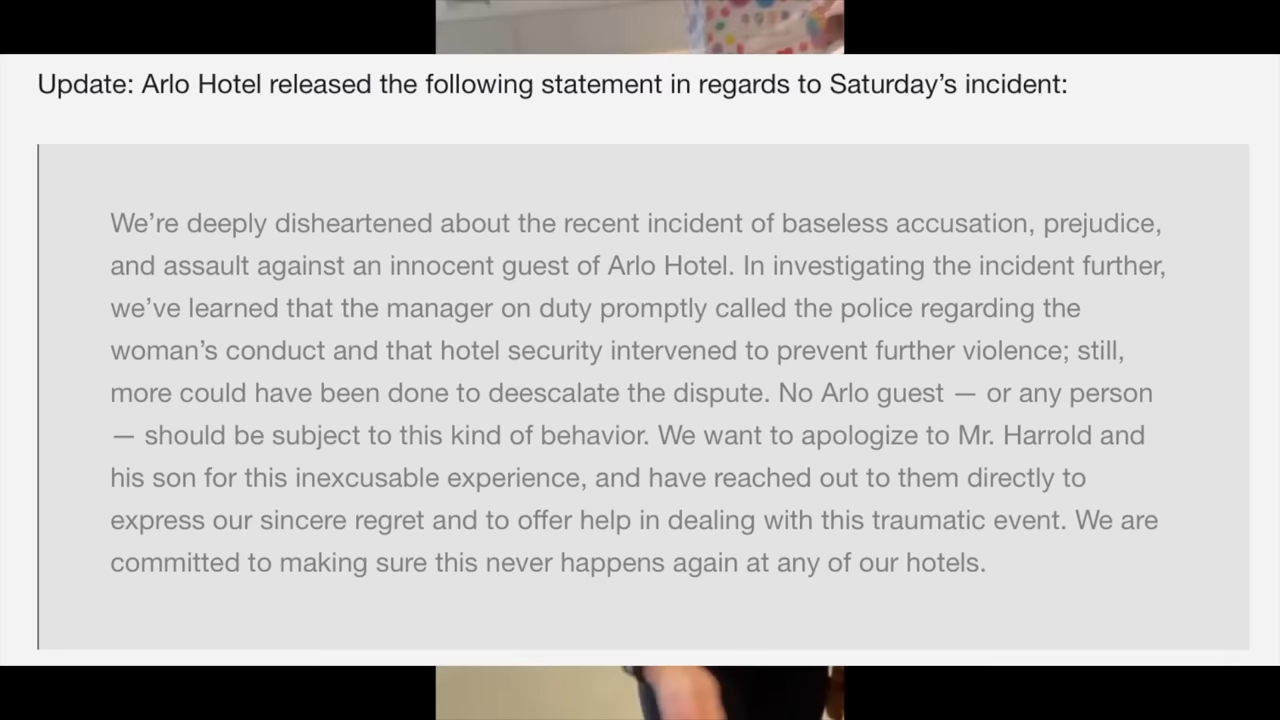 Update: Arlo Hotel released the following statement in regards to Saturday’s incident:
We’re deeply disheartened about the recent incident of baseless accusation, prejudice,
and assault against an innocent guest of Arlo Hotel. In investigating the incident further,
we’ve learned that the manager on duty promptly called the police regarding the
woman’s conduct and that hotel security intervened to prevent further violence; still,
more could have been done to deescalate the dispute. No Arlo guest — or any person
— should be subject to this kind of behavior. We want to apologize to Mr. Harrold and
his son for this inexcusable experience, and have reached out to them directly to
express our sincere regret and to offer help in dealing with this traumatic event. We are
committed to making sure this never happens again at any of our hotels.